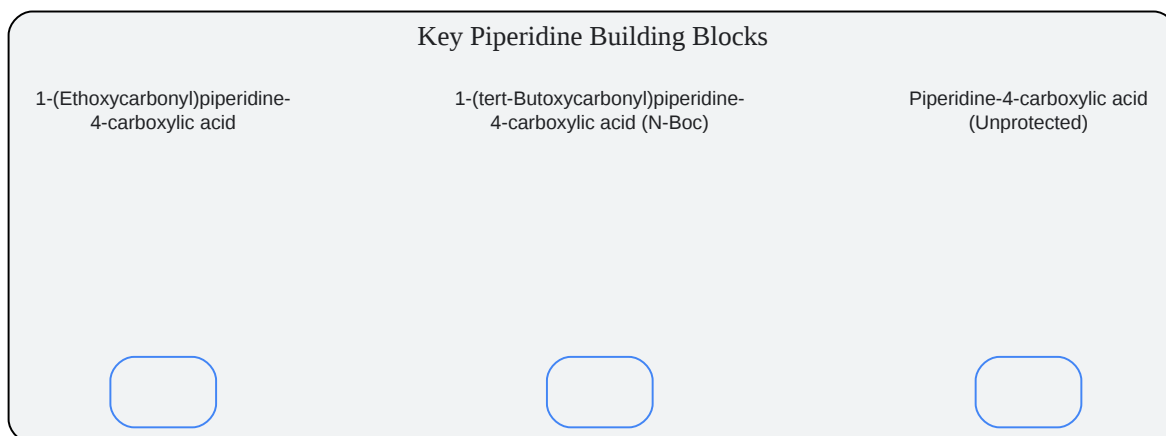 Key Piperidine Building Blocks
1-(Ethoxycarbonyl)piperidine-
4-carboxylic acid
1-(tert-Butoxycarbonyl)piperidine-
4-carboxylic acid (N-Boc)
Piperidine-4-carboxylic acid
(Unprotected)